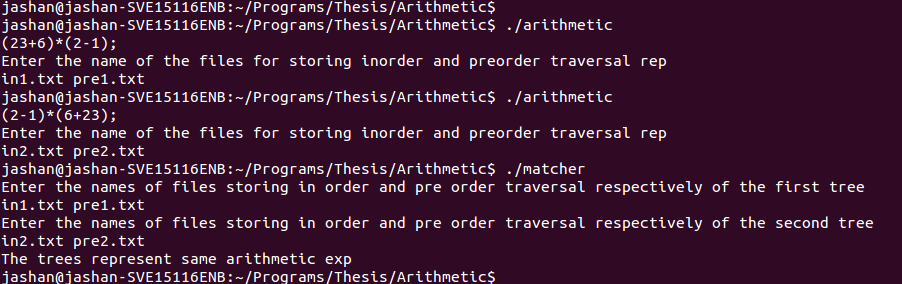 jashan@jashan-SVE15116ENB:~/Programs/Thesis/Arithmetic$
jashan@jashan-SVE15116ENB:~/Programs/Thesis/Arithmetic$ ./arithmetic
(23+6)*(2-1);
Enter the name of the files for storing inorder and preorder traversal rep
in1.txt pre1.txt
jashan@jashan-SVE15116ENB:~/Programs/Thesis/Arithmetic$ ./arithmetic
(2-1)*(6+23);
Enter the name of the files for storing inorder and preorder traversal rep
in2.txt pre2.txt
jashan@jashan-SVE15116ENB:~/Programs/Thesis/Arithmetic$ ./matcher
Enter the names of files storing in order and pre order traversal respectively of the first tree
in1.txt pre1.txt
Enter the names of files storing in order and pre order traversal respectively of the second tree
in2.txt pre2.txt
The trees represent same arithmetic exp
jashan@jashan-SVE15116ENB:~/Programs/Thesis/Arithmetic$